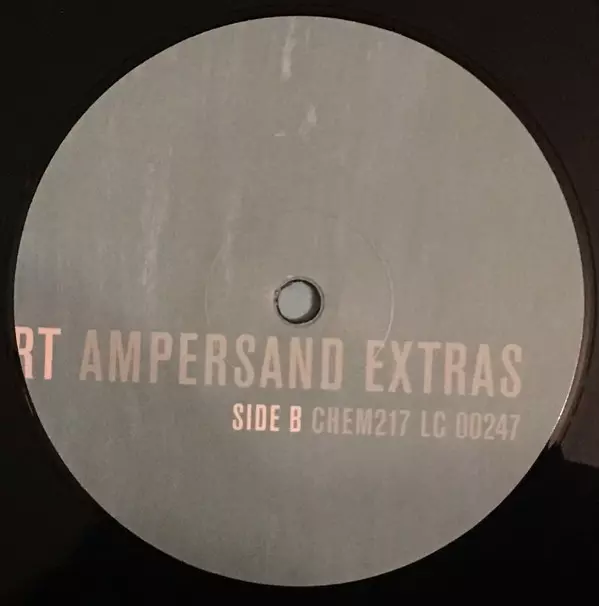 RT AMPERSAND EXTRAS
SIDE B CHEM217 LC 00247